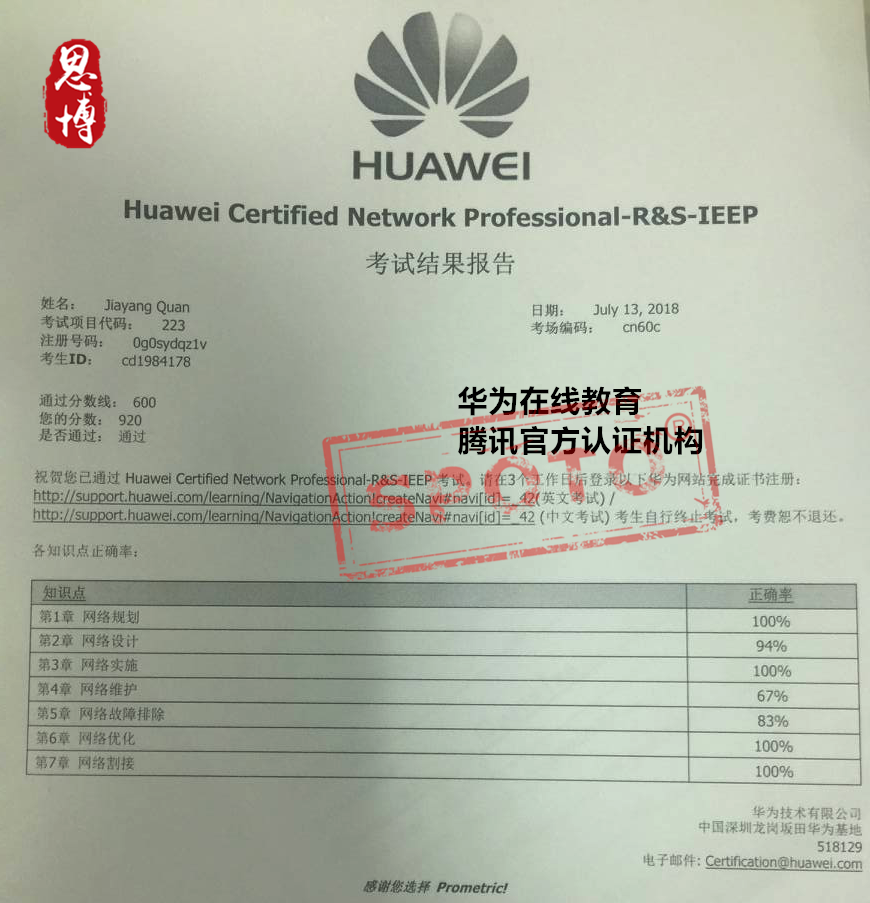 思
博
HUAWEI
Huawei Certified Network Professional-R&S-IEEP
考试结果报告
姓名： Jiayang Quan
日期： July 13, 2018
考试项目代码： 223
考场编码： cn60c
注册号码： 0g0sydqz1v
考生ID： cd1984178
通过分数线： 600
您的分数： 920
是否通过： 通过
华为在线教育
腾讯官方认证机构
SPOTO®
祝贺您已通过 Huawei Certified Network Professional-R&S-IEEP 考试，请在3个工作日后登录以下华为网站完成证书注册：
http://support.huawei.com/learning/NavigationAction!createNavi#navi[id]=_42(英文考试) /
http://support.huawei.com/learning/NavigationAction!createNavi#navi[id]=_42 (中文考试) 考生自行终止考试，考费恕不退还。
各知识点正确率：
知识点 正确率
第1章 网络规划 100%
第2章 网络设计 94%
第3章 网络实施 100%
第4章 网络维护 67%
第5章 网络故障排除 83%
第6章 网络优化 100%
第7章 网络割接 100%
华为技术有限公司
中国深圳龙岗坂田华为基地
518129
电子邮件: Certification@huawei.com
感谢您选择 Prometric!